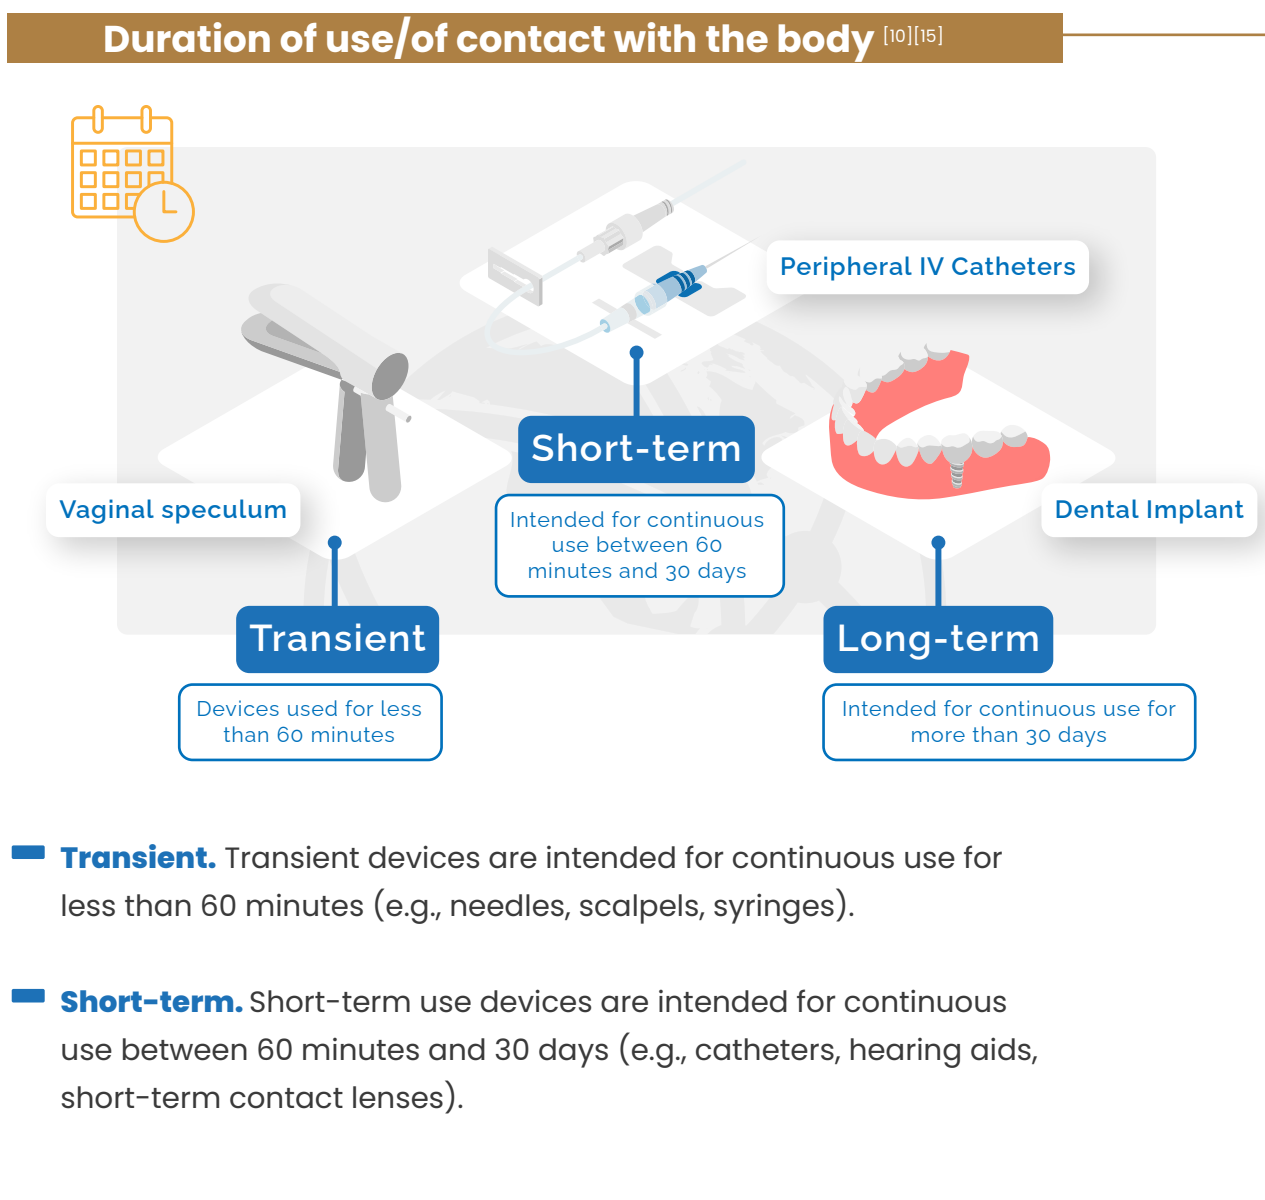 Duration of use/of contact with the body [10][15]
Peripheral IV Catheters
Short-term
Intended for continuous
use between 60
minutes and 30 days
Vaginal speculum
Dental Implant
Transient
Devices used for less
than 60 minutes
Long-term
Intended for continuous use for
more than 30 days
Transient. Transient devices are intended for continuous use for
less than 60 minutes (e.g., needles, scalpels, syringes).
Short-term. Short-term use devices are intended for continuous
use between 60 minutes and 30 days (e.g., catheters, hearing aids,
short-term contact lenses).